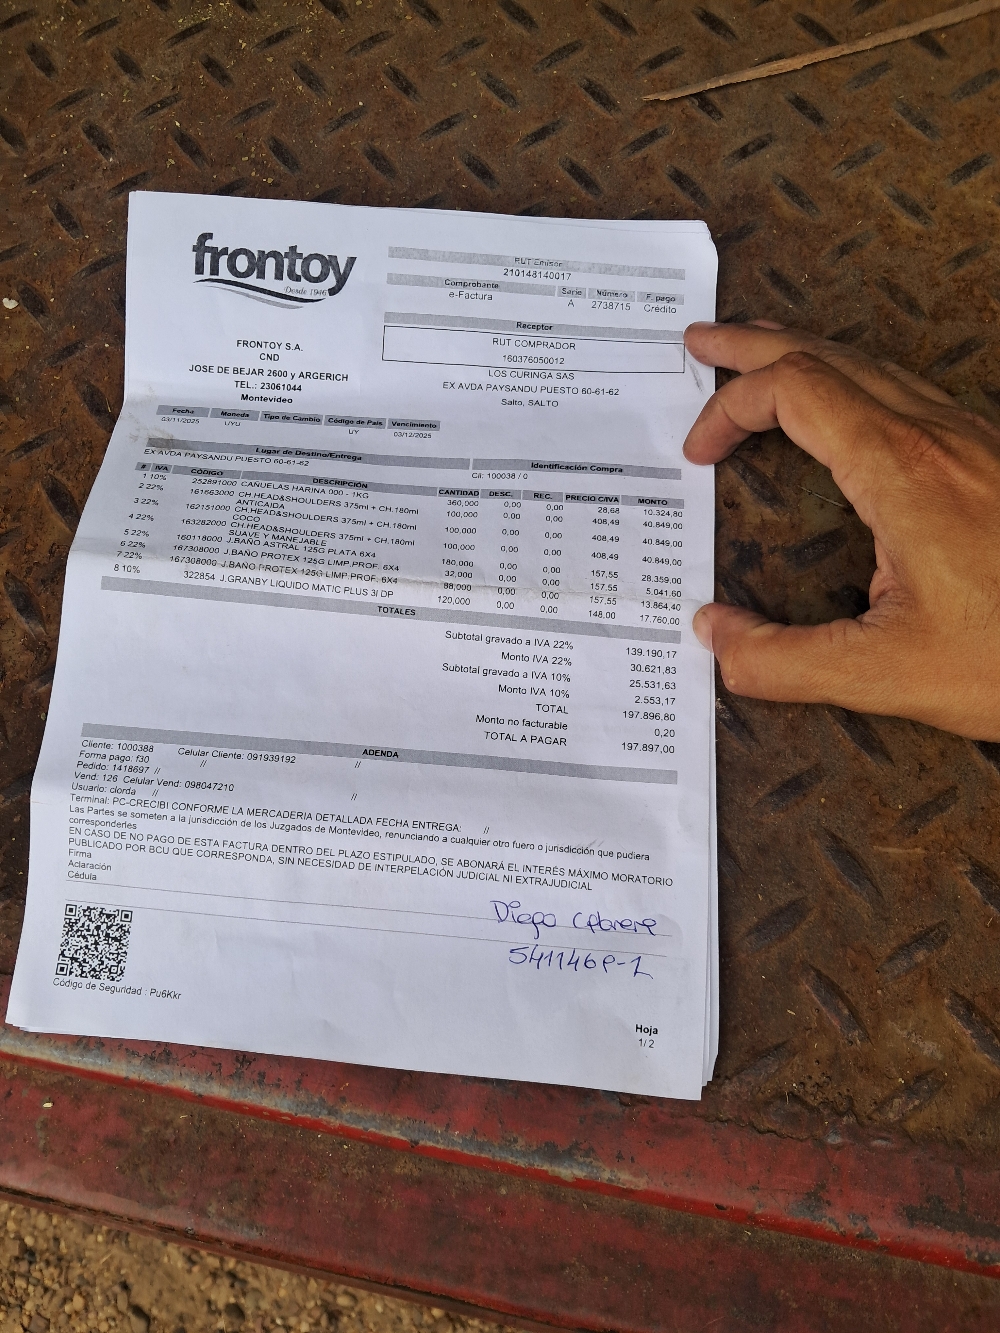 frontoy
Desde 1946
FRONTOY S.A.
CND
JOSE DE BEJAR 2600 y ARGERICH
TEL.: 23061044
Montevideo
RUT Emisor
210148140017
Comprobante Serie Número F. pago
e-Factura A 2738715 Crédito
Receptor
RUT COMPRADOR
160376050012
LOS CURINGA SAS
EX AVDA PAYSANDU PUESTO 60-61-62
Salto, SALTO
Fecha Moneda Tipo de Cambio Código de País Vencimiento
03/11/2025 UYU UY 03/12/2025
Lugar de Destino/Entrega Identificación Compra
EX AVDA PAYSANDU PUESTO 60-61-62 Cli: 100038 / 0
# IVA CÓDIGO DESCRIPCIÓN CANTIDAD DESC. REC. PRECIO C/IVA MONTO
1 10% 252891000 CAÑUELAS HARINA 000 - 1KG 360,000 0,00 0,00 28,68 10.324,80
2 22% 161663000 CH.HEAD&SHOULDERS 375ml + CH.180ml 100,000 0,00 0,00 408,49 40.849,00
ANTICAIDA
3 22% 162151000 CH.HEAD&SHOULDERS 375ml + CH.180ml 100,000 0,00 0,00 408,49 40.849,00
COCO
4 22% 163282000 CH.HEAD&SHOULDERS 375ml + CH.180ml 100,000 0,00 0,00 408,49 40.849,00
SUAVE Y MANEJABLE
5 22% 160118000 J.BAÑO ASTRAL 125G PLATA 6X4 180,000 0,00 0,00 157,55 28.359,00
6 22% 167308000 J.BAÑO PROTEX 125G LIMP.PROF. 6X4 32,000 0,00 0,00 157,55 5.041,60
7 22% 167308000 J.BAÑO PROTEX 125G LIMP.PROF. 6X4 88,000 0,00 0,00 157,55 13.864,40
8 10% 322854 J.GRANBY LIQUIDO MATIC PLUS 3l DP 120,000 0,00 0,00 148,00 17.760,00
TOTALES
Subtotal gravado a IVA 22% 139.190,17
Monto IVA 22% 30.621,83
Subtotal gravado a IVA 10% 25.531,63
Monto IVA 10% 2.553,17
TOTAL 197.896,80
Monto no facturable 0,20
TOTAL A PAGAR 197.897,00
ADENDA
Cliente: 1000388 Celular Cliente: 091939192 //
Forma pago: f30 //
Pedido: 1418697 //
Vend: 126 Celular Vend: 098047210
Usuario: clorda // //
Terminal: PC-CRECIBI CONFORME LA MERCADERIA DETALLADA FECHA ENTREGA: //
Las Partes se someten a la jurisdicción de los Juzgados de Montevideo, renunciando a cualquier otro fuero o jurisdicción que pudiera
corresponderles
EN CASO DE NO PAGO DE ESTA FACTURA DENTRO DEL PLAZO ESTIPULADO, SE ABONARÁ EL INTERÉS MÁXIMO MORATORIO
PUBLICADO POR BCU QUE CORRESPONDA, SIN NECESIDAD DE INTERPELACIÓN JUDICIAL NI EXTRAJUDICIAL
Firma
Aclaración
Cédula
Diego
Código de Seguridad : Pu6Kkr
Hoja
1/ 2